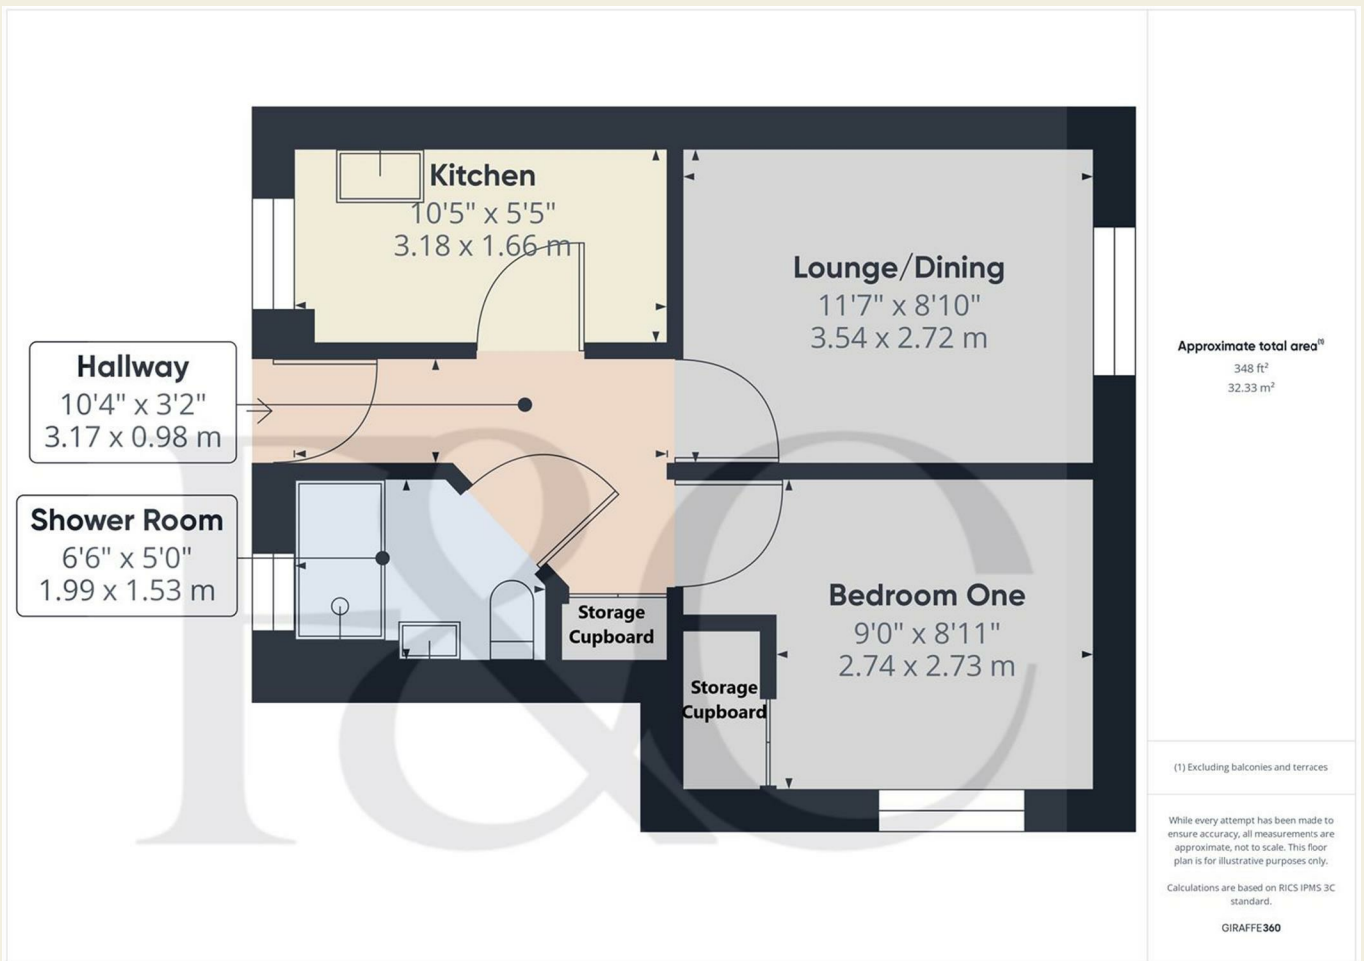 Kitchen
10'5" x 5'5"
3.18 x 1.66 m
Lounge/Dining
11'7" x 8'10"
3.54 x 2.72 m
Hallway
10'4" x 3'2"
3.17 x 0.98 m
Shower Room
6'6" x 5'0"
1.99 x 1.53 m
Storage
Cupboard
Bedroom One
9'0" x 8'11"
2.74 x 2.73 m
Storage
Cupboard
F&C
Approximate total area(1)
348 ft²
32.33 m²
(1) Excluding balconies and terraces
While every attempt has been made to
ensure accuracy, all measurements are
approximate, not to scale. This floor
plan is for illustrative purposes only.
Calculations are based on RICS IPMS 3C
standard.
GIRAFFE360